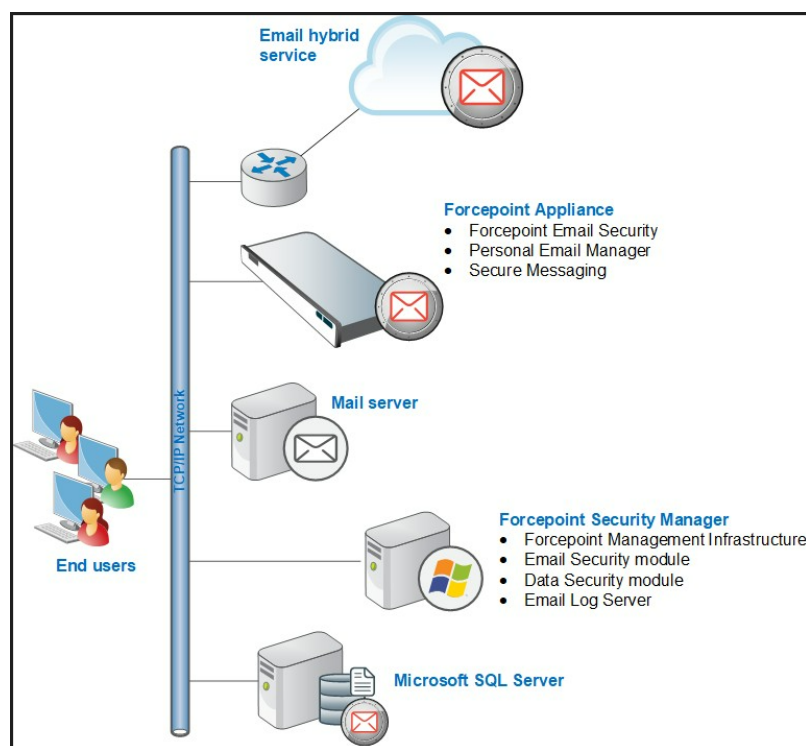 Email hybrid
service
Forcepoint Appliance
• Forcepoint Email Security
• Personal Email Manager
• Secure Messaging
Mail server
TCP/IP Network
End users
Forcepoint Security Manager
• Forcepoint Management Infrastructure
• Email Security module
• Data Security module
• Email Log Server
Microsoft SQL Server